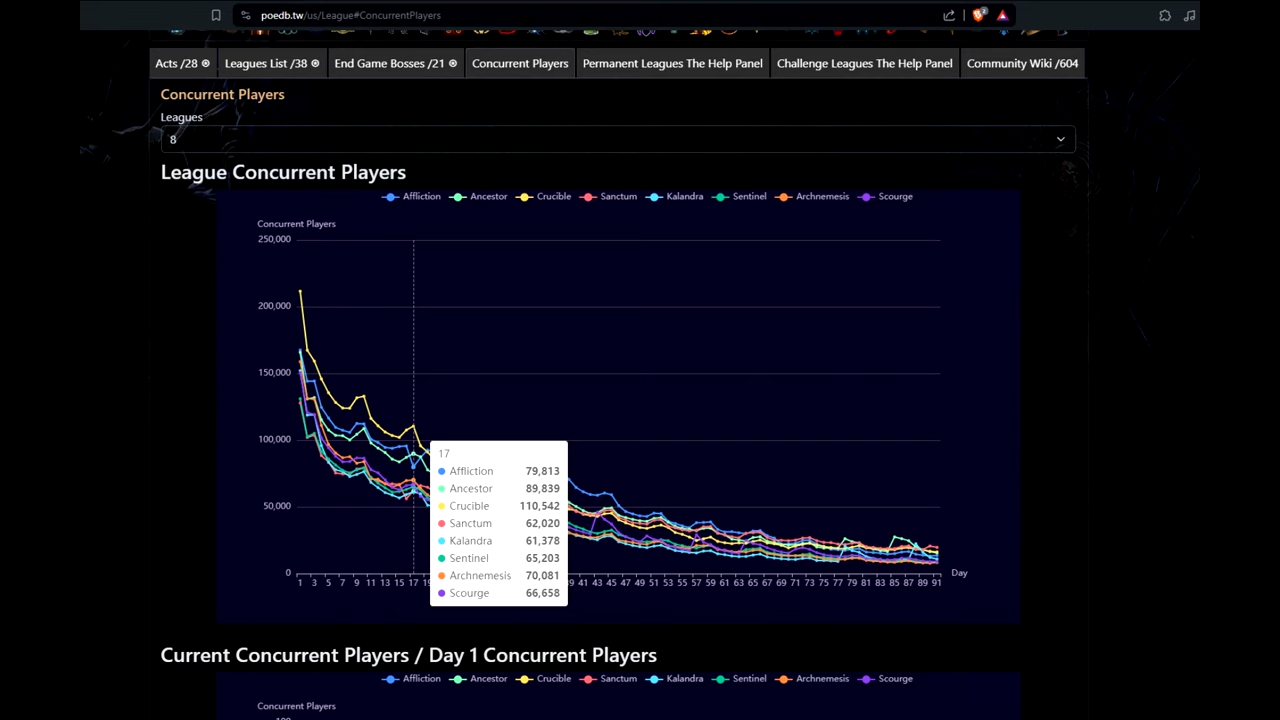 poedb.tw/us/League#ConcurrentPlayers
2
Acts /28 Leagues List /38 End Game Bosses /21 Concurrent Players Permanent Leagues The Help Panel Challenge Leagues The Help Panel Community Wiki /604
Concurrent Players
Leagues
8
League Concurrent Players
Affliction Ancestor Crucible Sanctum Kalandra Sentinel Archnemesis Scourge
Concurrent Players
250,000
200,000
150,000
100,000
50,000
0
17
Affliction 79,813
Ancestor 89,839
Crucible 110,542
Sanctum 62,020
Kalandra 61,378
Sentinel 65,203
Archnemesis 70,081
Scourge 66,658
Day
1 3 5 7 9 11 13 15 17 41 43 45 47 49 51 53 55 57 59 61 63 65 67 69 71 73 75 77 79 81 83 85 87 89 91
Current Concurrent Players / Day 1 Concurrent Players
Affliction Ancestor Crucible Sanctum Kalandra Sentinel Archnemesis Scourge
Concurrent Players